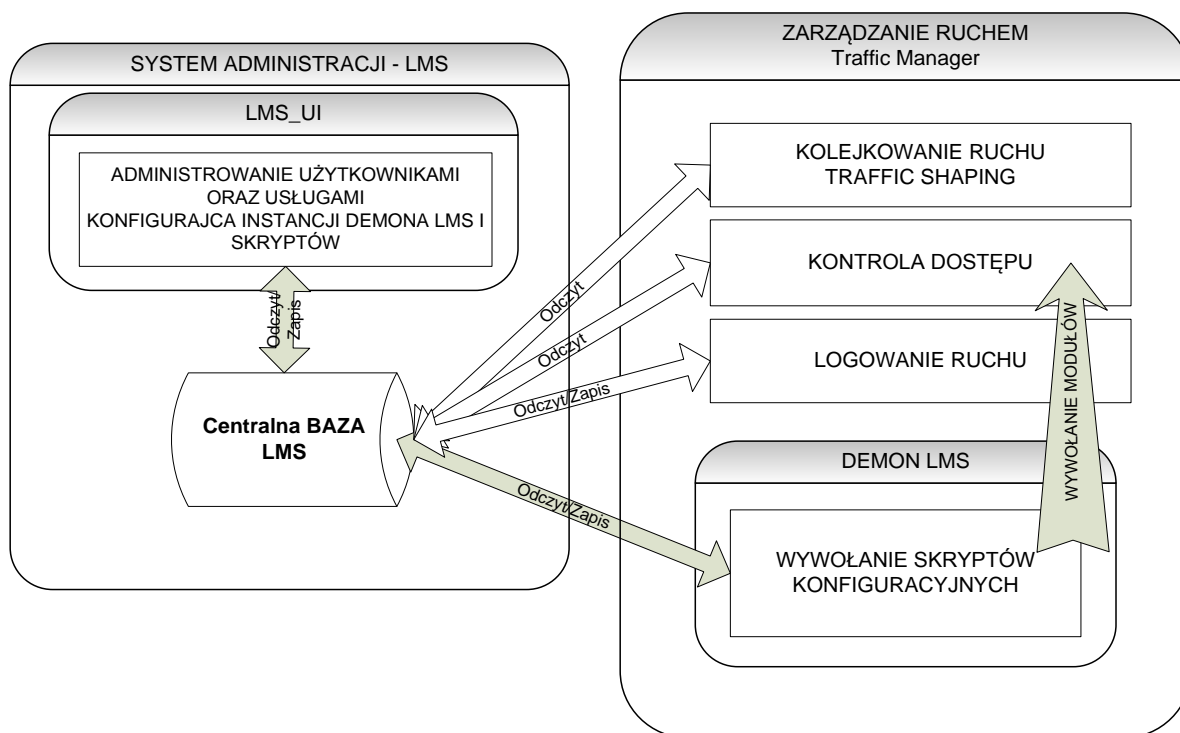 SYSTEM ADMINISTRACJI - LMS
LMS_UI
ADMINISTROWANIE UŻYTKOWNIKAMI
ORAZ USŁUGAMI
KONFIGURAJCA INSTANCJI DEMONA LMS I
SKRYPTÓW
Odczyt/
Zapis
Centralna BAZA
LMS
Odczyt
Odczyt
Odczyt/Zapis
Odczyt/Zapis
ZARZĄDZANIE RUCHEM
Traffic Manager
KOLEJKOWANIE RUCHU
TRAFFIC SHAPING
KONTROLA DOSTĘPU
LOGOWANIE RUCHU
WYWOŁANIE MODUŁÓW
DEMON LMS
WYWOŁANIE SKRYPTÓW
KONFIGURACYJNYCH